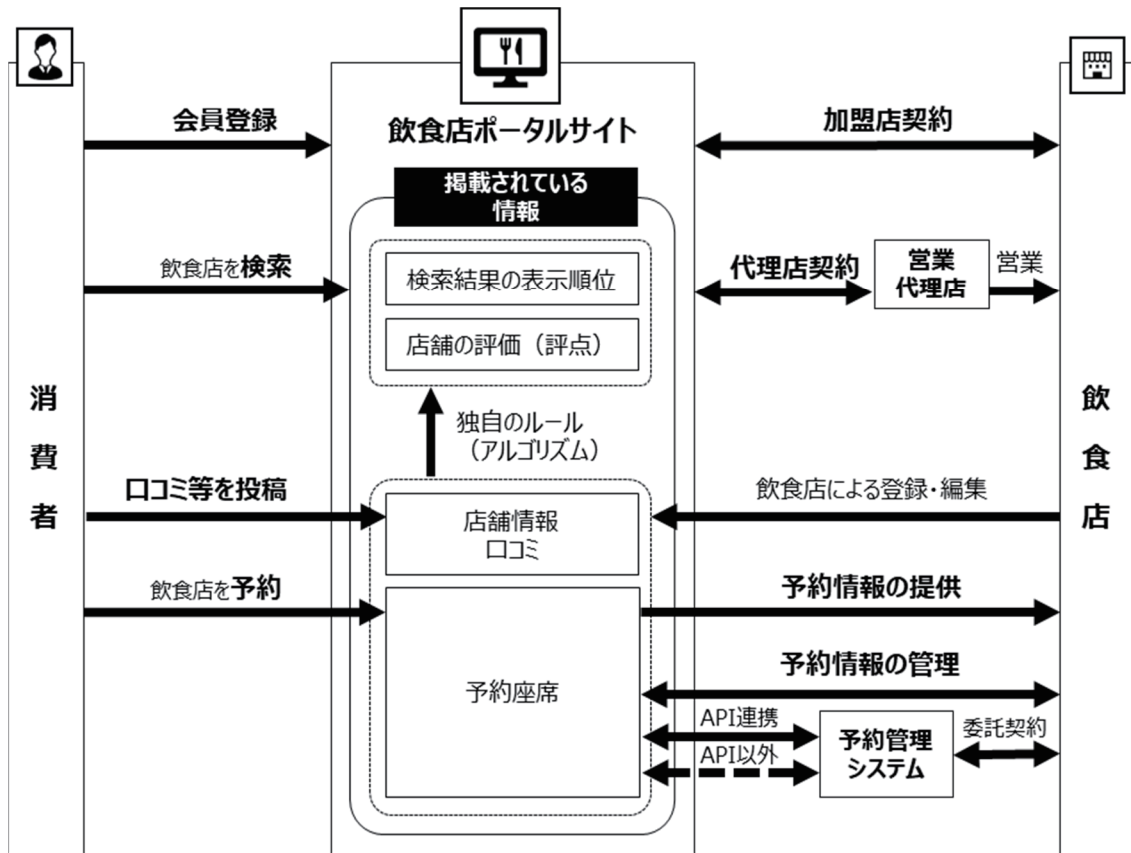 会員登録
飲食店ポータルサイト
加盟店契約
掲載されている
情報
飲食店を検索
検索結果の表示順位
店舗の評価（評点）
代理店契約
営業
代理店
営業
消費者
独自のルール
（アルゴリズム）
飲食店
口コミ等を投稿
店舗情報
口コミ
飲食店による登録・編集
飲食店を予約
予約座席
予約情報の提供
予約情報の管理
API連携
API以外
予約管理
システム
委託契約